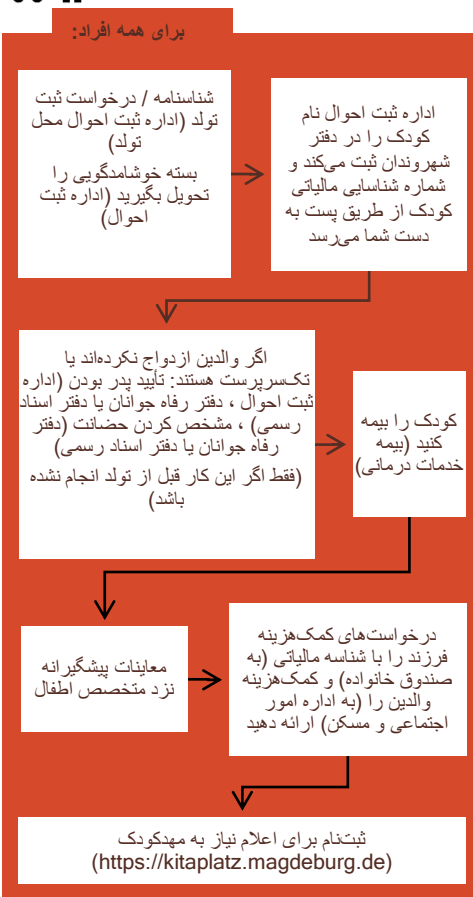 برای همه افراد:
شناسنامه / درخواست ثبت
تولد (اداره ثبت احوال محل
تولد)
بسته خوشامدگویی را
تحویل بگیرید (اداره ثبت
احوال)
اداره ثبت احوال نام
کودک را در دفتر
شهروندان ثبت می‌کند و
شماره شناسایی مالیاتی
کودک از طریق پست به
دست شما می‌رسد
اگر والدین ازدواج نکرده‌اند یا
تک‌سرپرست هستند: تأیید پدر بودن (اداره
ثبت احوال ، دفتر رفاه جوانان یا دفتر اسناد
رسمی) ، مشخص کردن حضانت (دفتر
رفاه جوانان یا دفتر اسناد رسمی)
(فقط اگر این کار قبل از تولد انجام نشده
باشد)
کودک را بیمه
کنید (بیمه
خدمات درمانی)
معاینات پیشگیرانه
نزد متخصص اطفال
درخواست‌های کمک‌هزینه
فرزند را با شناسه مالیاتی (به
صندوق خانواده) و کمک‌هزینه
والدین را (به اداره امور
اجتماعی و مسکن) ارائه دهید
ثبت‌نام برای اعلام نیاز به مهدکودک
(https://kitaplatz.magdeburg.de)